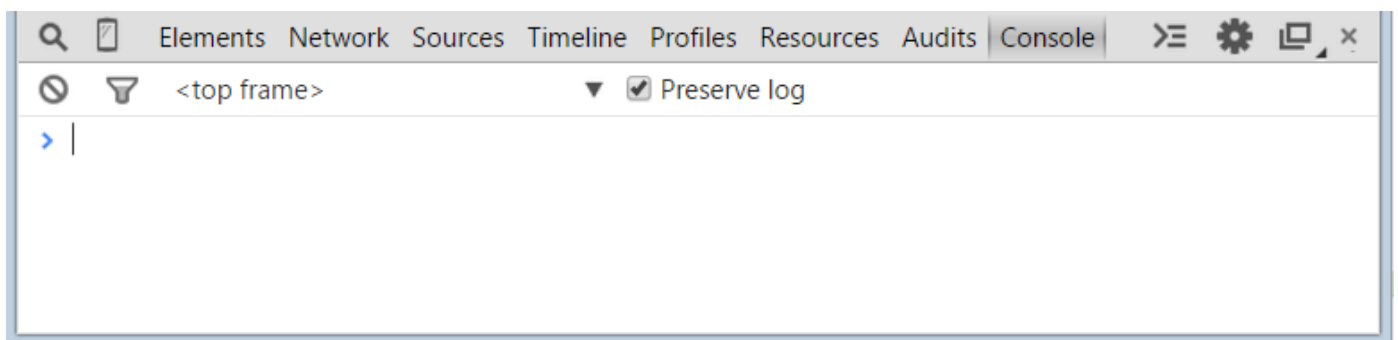 Elements Network Sources Timeline Profiles Resources Audits Console
<top frame> Preserve log